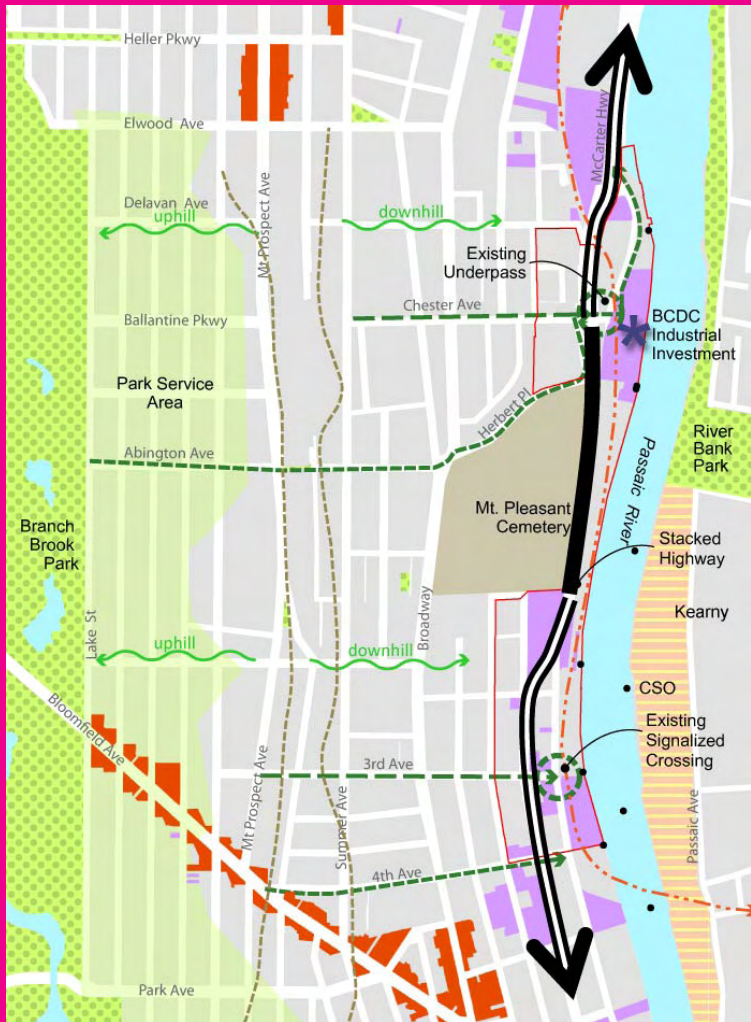 Heller Pkwy
McCarter Hwy
Elwood Ave
Delavan Ave
uphill
downhill
Mt Prospect Ave
Existing
Underpass
Chester Ave
Ballantine Pkwy
BCDC
Industrial
Investment
Park Service
Area
Herbert Pl
Abington Ave
Passaic River
River
Bank
Park
Branch
Brook
Park
Mt. Pleasant
Cemetery
Stacked
Highway
Kearny
Lake St
Broadway
uphill
downhill
CSO
Bloomfield Ave
Existing
Signalized
Crossing
3rd Ave
Mt Prospect Ave
Summer Ave
Passaic Ave
4th Ave
Park Ave